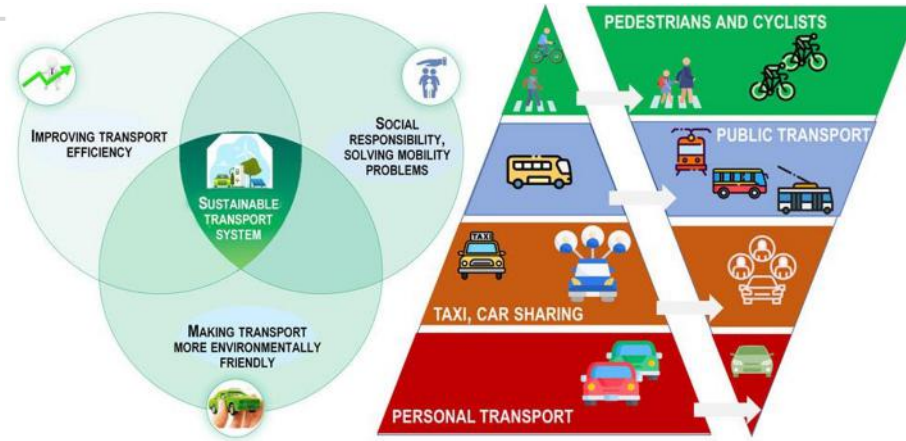 IMPROVING TRANSPORT
EFFICIENCY
SOCIAL
RESPONSIBILITY,
SOLVING MOBILITY
PROBLEMS
SUSTAINABLE
TRANSPORT
SYSTEM
MAKING TRANSPORT
MORE ENVIRONMENTALLY
FRIENDLY
PEDESTRIANS AND CYCLISTS
PUBLIC TRANSPORT
TAXI
TAXI, CAR SHARING
PERSONAL TRANSPORT